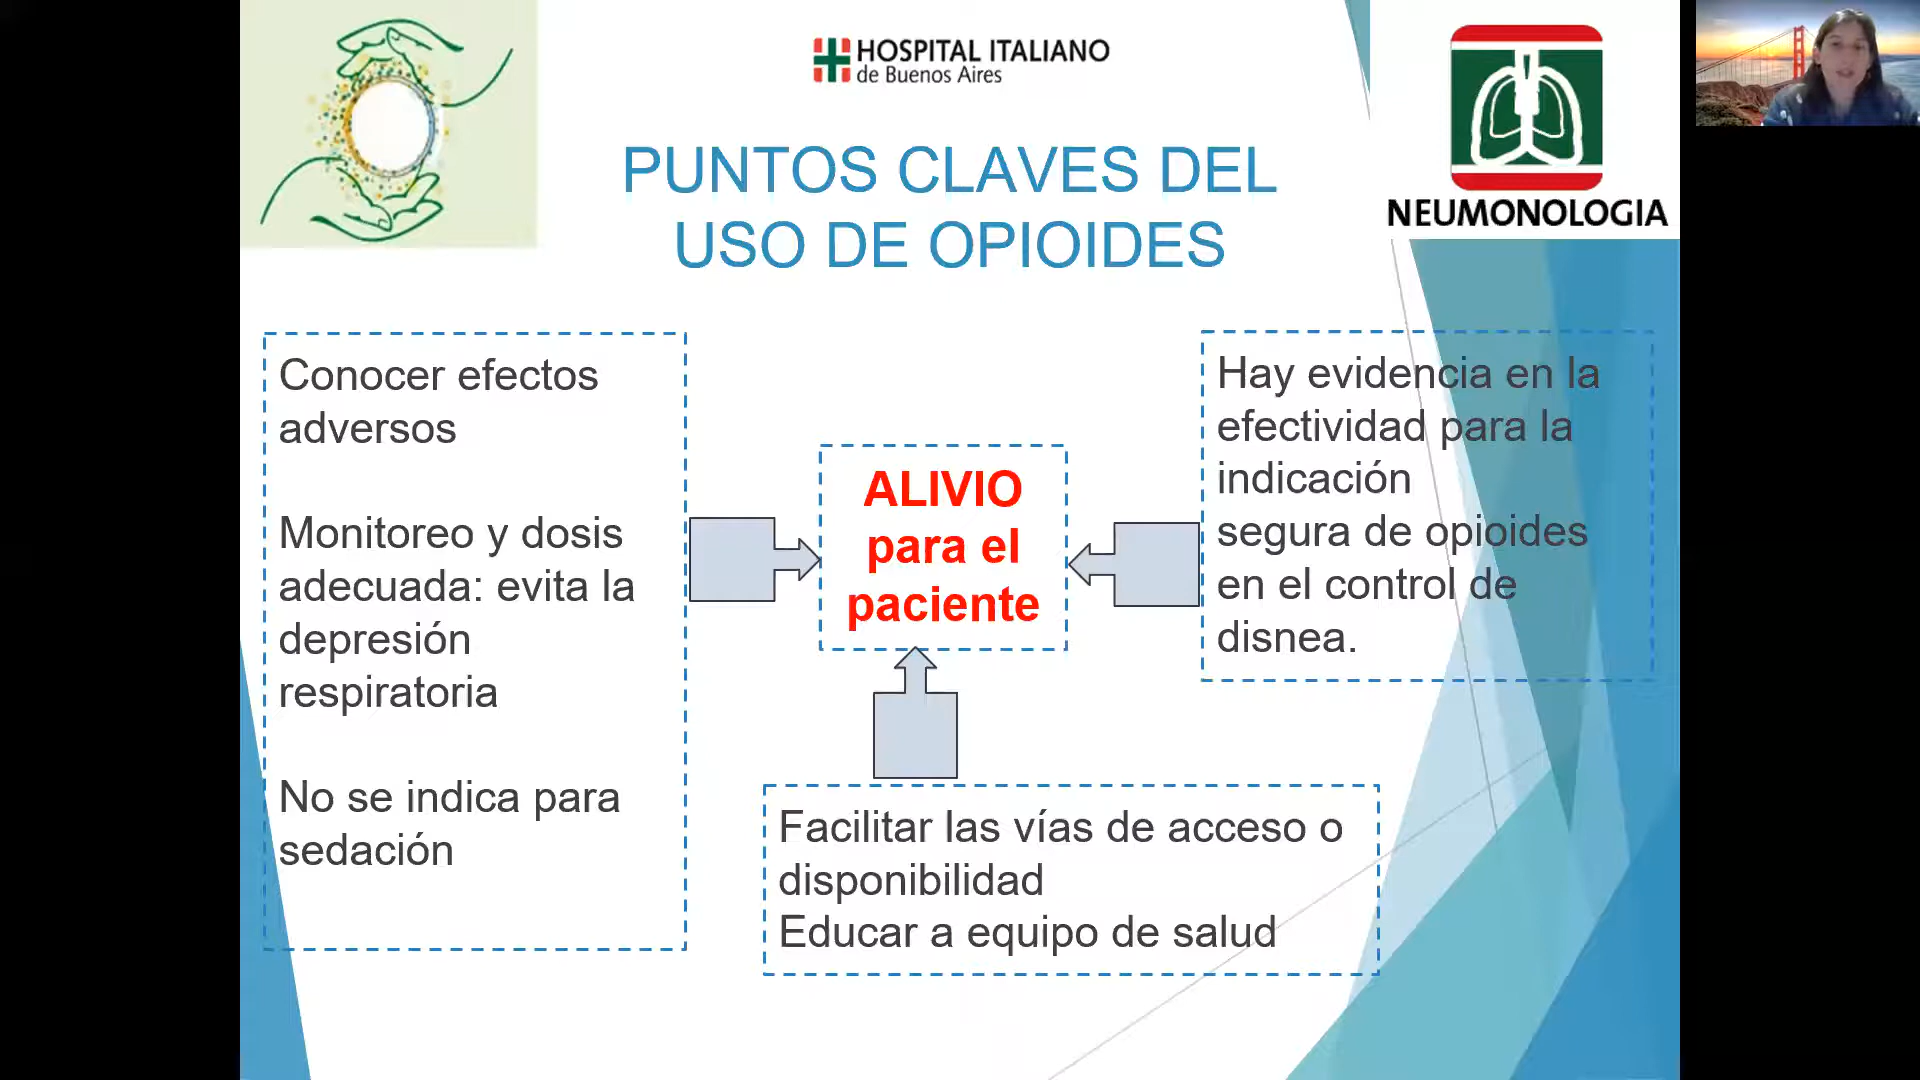 HOSPITAL ITALIANO
de Buenos Aires
NEUMONOLOGIA
PUNTOS CLAVES DEL
USO DE OPIOIDES
Conocer efectos
adversos
Monitoreo y dosis
adecuada: evita la
depresión
respiratoria
No se indica para
sedación
ALIVIO
para el
paciente
Hay evidencia en la
efectividad para la
indicación
segura de opioides
en el control de
disnea.
Facilitar las vías de acceso o
disponibilidad
Educar a equipo de salud